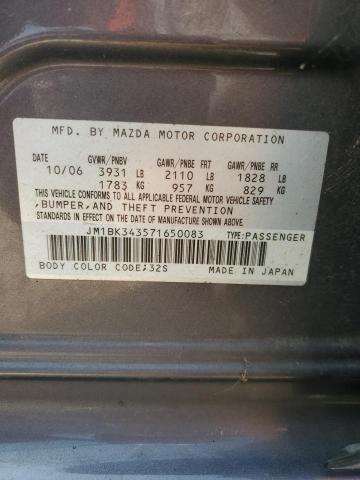 MFD. BY MAZDA MOTOR CORPORATION
DATE GVWR/PNBV GAWR/PNBE FRT GAWR/PNBE RR
10/06 3931 LB 2110 LB 1828 LB
1783 KG 957 KG 829 KG
THIS VEHICLE CONFORMS TO ALL APPLICABLE FEDERAL MOTOR VEHICLE SAFETY
,BUMPER,AND THEFT PREVENTION
STANDARDS IN EFFECT ON THE DATE OF MANUFACTURE SHOWN ABOVE.
JM1BK343571650083 TYPE:PASSENGER
BODY COLOR CODE;32S MADE IN JAPAN